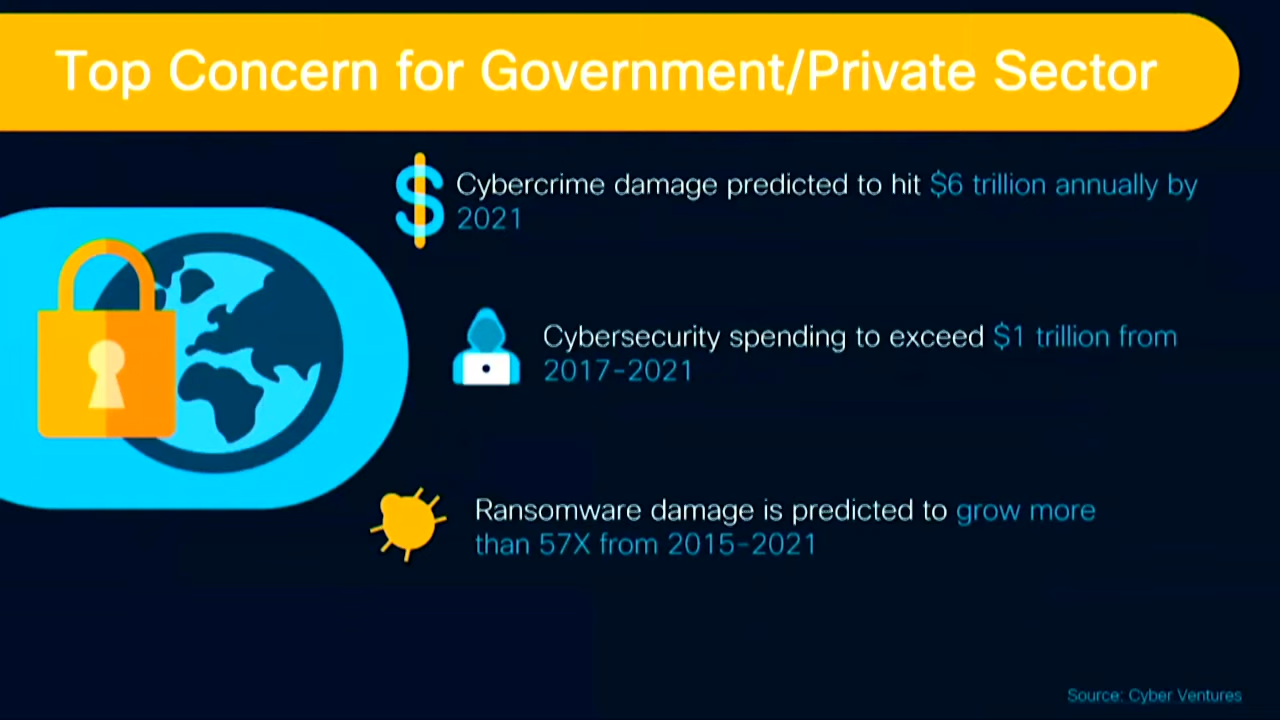 Top Concern for Government/Private Sector
Cybercrime damage predicted to hit $6 trillion annually by
2021
Cybersecurity spending to exceed $1 trillion from
2017-2021
Ransomware damage is predicted to grow more
than 57X from 2015-2021
Source: Cyber Ventures